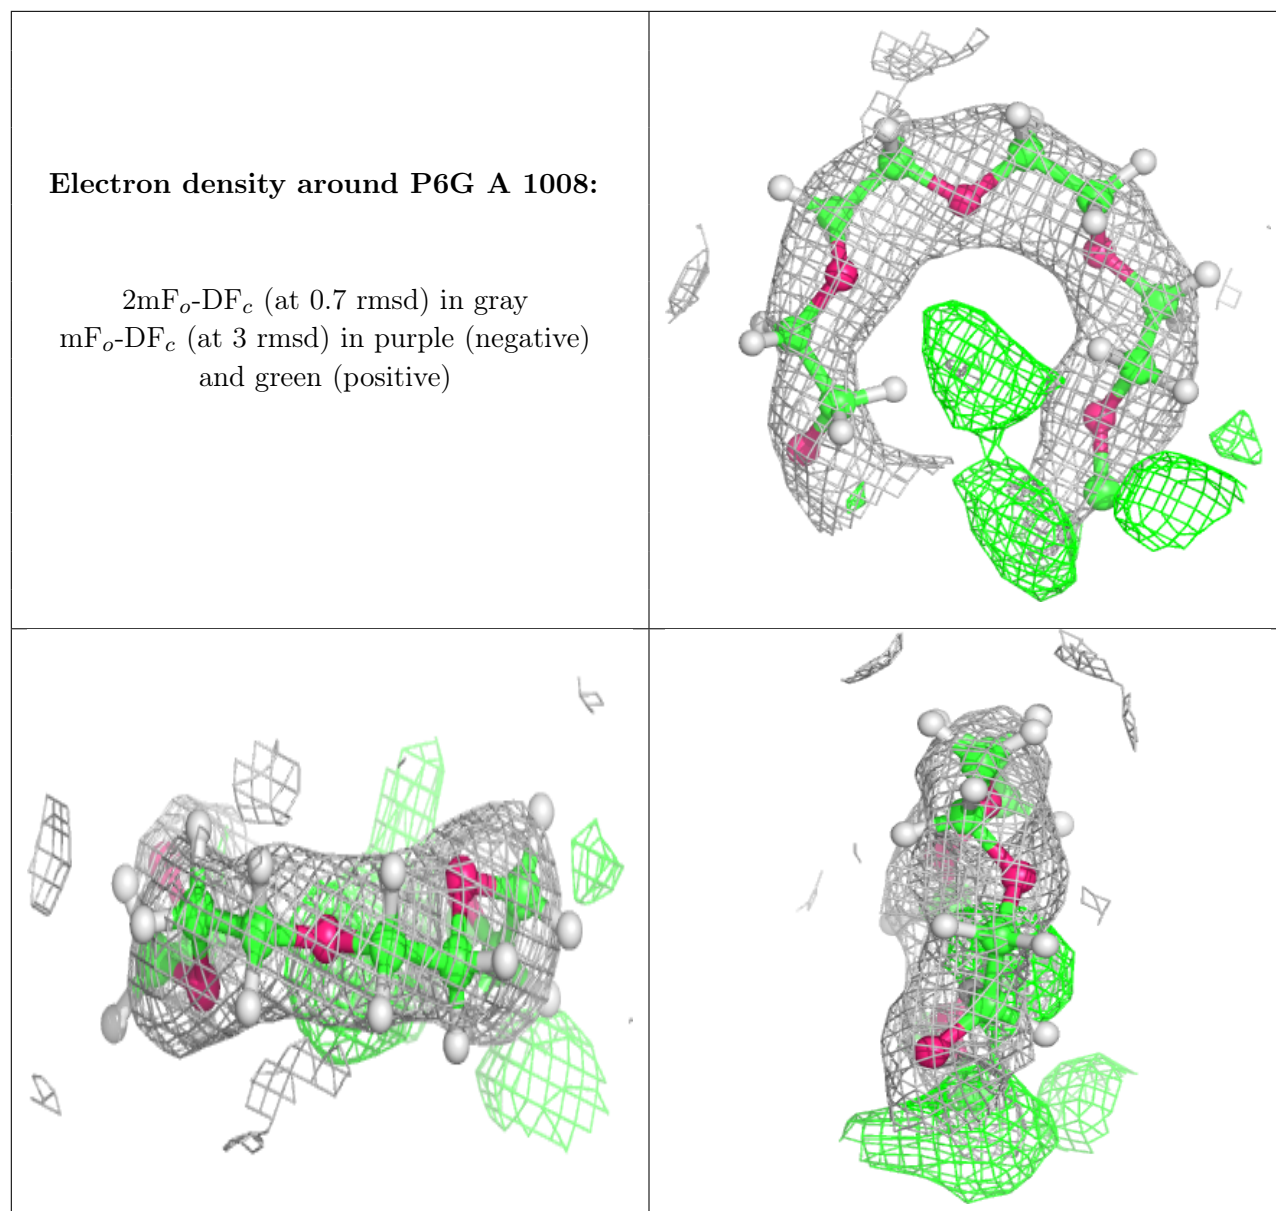 Electron density around P6G A 1008:
2mFo-DFc (at 0.7 rmsd) in gray
mFo-DFc (at 3 rmsd) in purple (negative)
and green (positive)